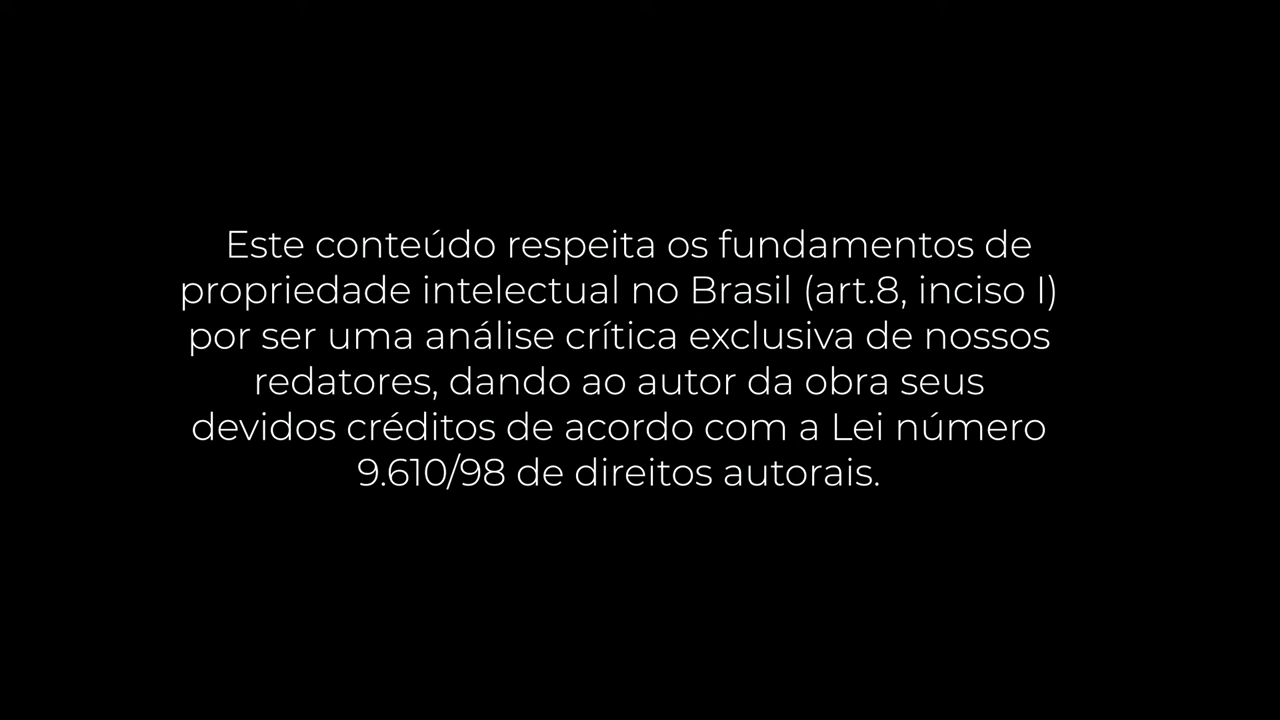 Este conteúdo respeita os fundamentos de
propriedade intelectual no Brasil (art.8, inciso I)
por ser uma análise crítica exclusiva de nossos
redatores, dando ao autor da obra seus
devidos créditos de acordo com a Lei número
9.610/98 de direitos autorais.